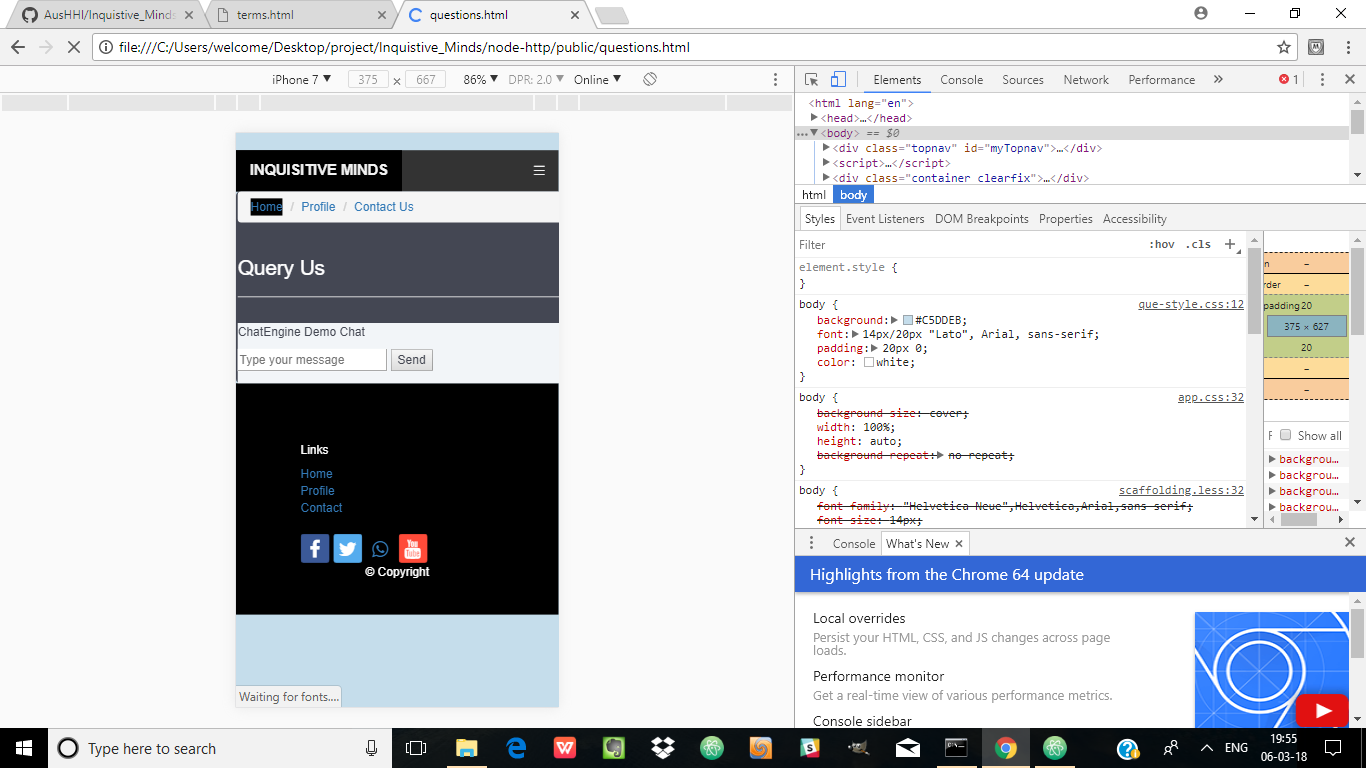 AusHHI/Inquistive_Minds
terms.html
questions.html
file:///C:/Users/welcome/Desktop/project/Inquistive_Minds/node-http/public/questions.html
iPhone 7 ▼ 375 × 667 86% ▼ DPR: 2.0 ▼ Online ▼
Elements Console Sources Network Performance » 1
<html lang="en">
<head>…</head>
<body> == $0
<div class="topnav" id="myTopnav">…</div>
<script>…</script>
<div class="container clearfix">…</div>
html body
Styles Event Listeners DOM Breakpoints Properties Accessibility
Filter :hov .cls +
element.style {
}
body { que-style.css:12
background: #C5DDEB;
font: 14px/20px "Lato", Arial, sans-serif;
padding: 20px 0;
color: white;
}
body { app.css:32
background-size: cover;
width: 100%;
height: auto;
background-repeat: no-repeat;
}
body { scaffolding.less:32
font-family: "Helvetica Neue",Helvetica,Arial,sans-serif;
font-size: 14px;
n –
rder –
padding 20
375 × 627
20
–
–
Show all
backgrou…
backgrou…
backgrou…
backgrou…
Console What's New ×
Highlights from the Chrome 64 update
Local overrides
Persist your HTML, CSS, and JS changes across page
loads.
Performance monitor
Get a real-time view of various performance metrics.
Console sidebar
INQUISITIVE MINDS
Home / Profile / Contact Us
Query Us
ChatEngine Demo Chat
Type your message Send
Links
Home
Profile
Contact
You
Tube
© Copyright
Waiting for fonts....
Type here to search
ENG
19:55
06-03-18